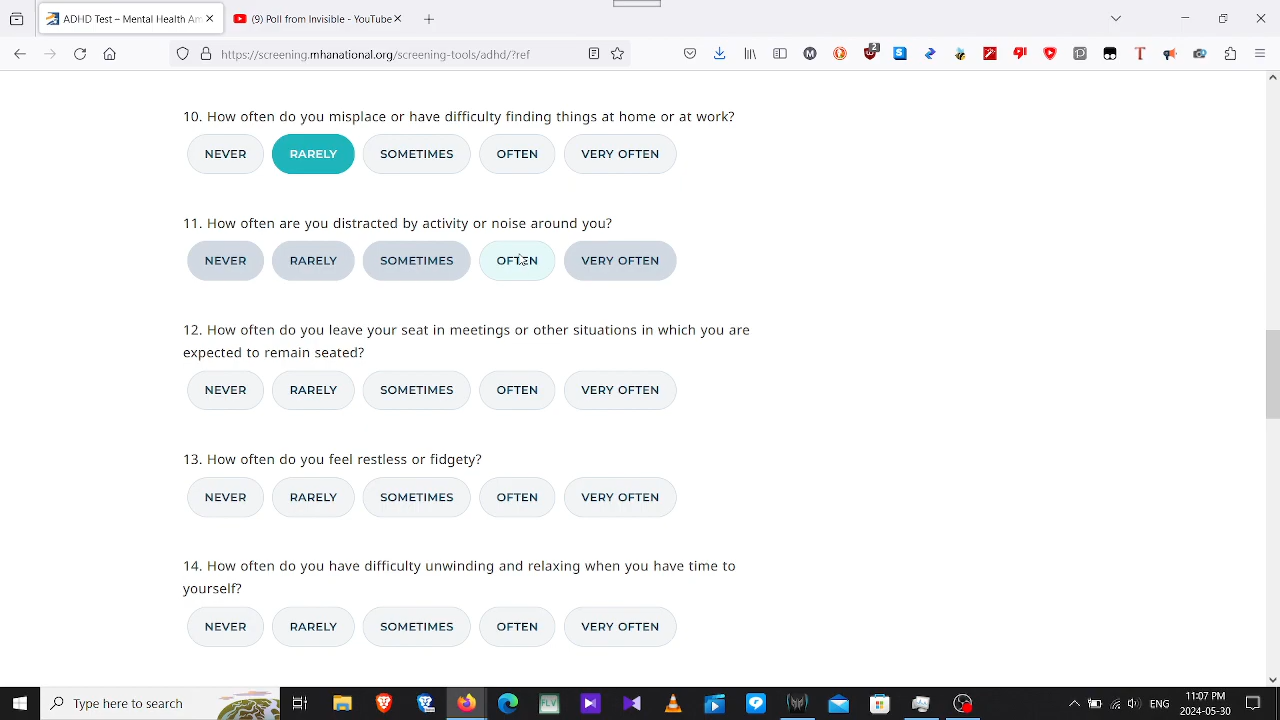 ADHD Test – Mental Health Am
(9) Poll from Invisible - YouTube
https://screening.mhanational.org/screening-tools/adhd/?ref
2
10. How often do you misplace or have difficulty finding things at home or at work?
NEVER RARELY SOMETIMES OFTEN VERY OFTEN
11. How often are you distracted by activity or noise around you?
NEVER RARELY SOMETIMES OFTEN VERY OFTEN
12. How often do you leave your seat in meetings or other situations in which you are
expected to remain seated?
NEVER RARELY SOMETIMES OFTEN VERY OFTEN
13. How often do you feel restless or fidgety?
NEVER RARELY SOMETIMES OFTEN VERY OFTEN
14. How often do you have difficulty unwinding and relaxing when you have time to
yourself?
NEVER RARELY SOMETIMES OFTEN VERY OFTEN
Type here to search
FLV
ENG
11:07 PM
2024-05-30